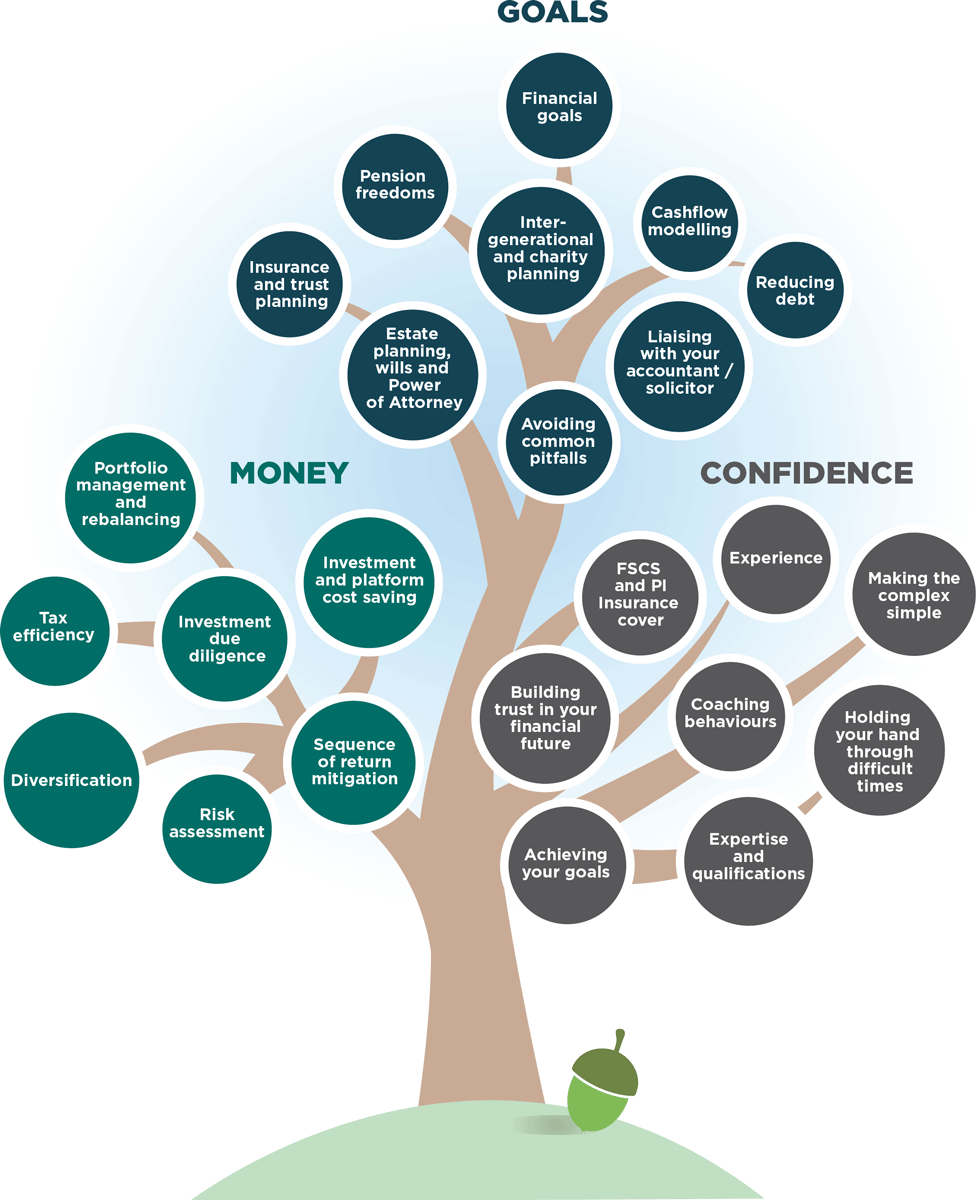 GOALS
Financial
goals
Pension
freedoms
Inter-
generational
and charity
planning
Cashflow
modelling
Insurance
and trust
planning
Reducing
debt
Estate
planning,
wills and
Power
of Attorney
Liaising
with your
accountant /
solicitor
Avoiding
common
pitfalls
MONEY
Portfolio
management
and
rebalancing
Investment
and platform
cost saving
Tax
efficiency
Investment
due
diligence
Diversification
Sequence
of return
mitigation
Risk
assessment
CONFIDENCE
FSCS
and PI
Insurance
cover
Experience
Making the
complex
simple
Building
trust in your
financial
future
Coaching
behaviours
Holding
your hand
through
difficult
times
Achieving
your goals
Expertise
and
qualifications